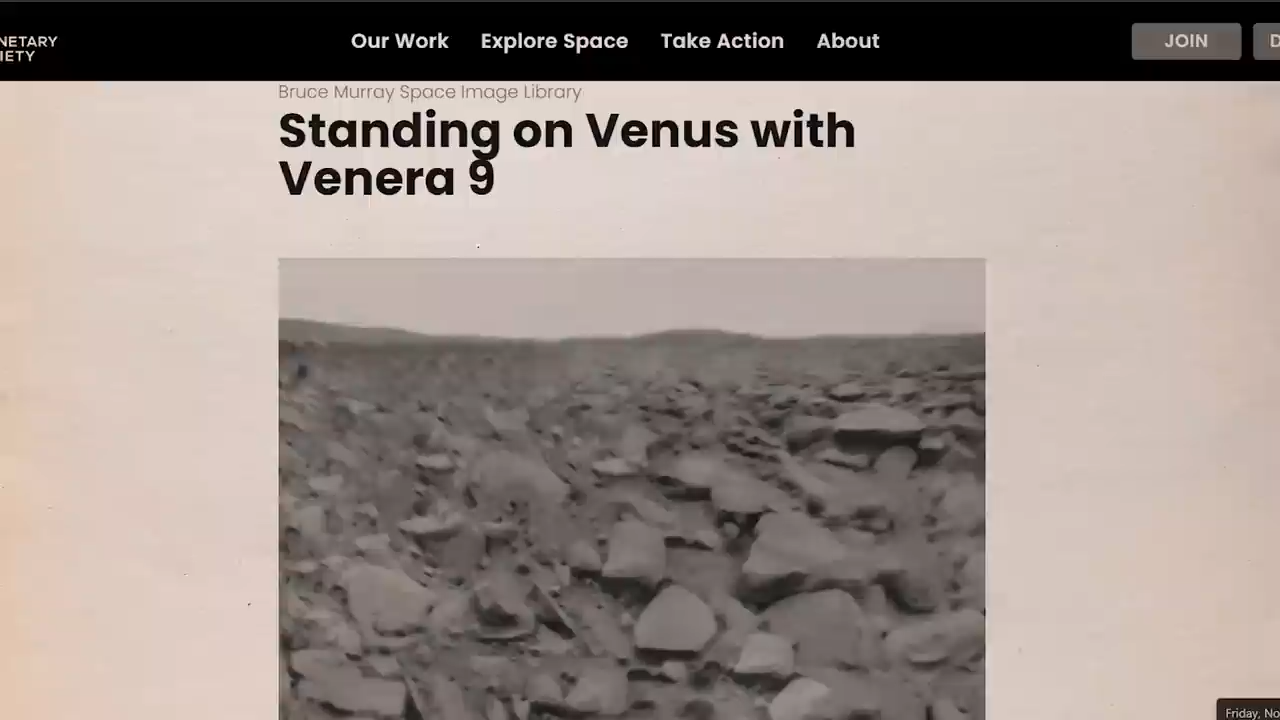 NETARY
IETY
Our Work
Explore Space
Take Action
About
JOIN
D
Bruce Murray Space Image Library
Standing on Venus with
Venera 9
Friday, No